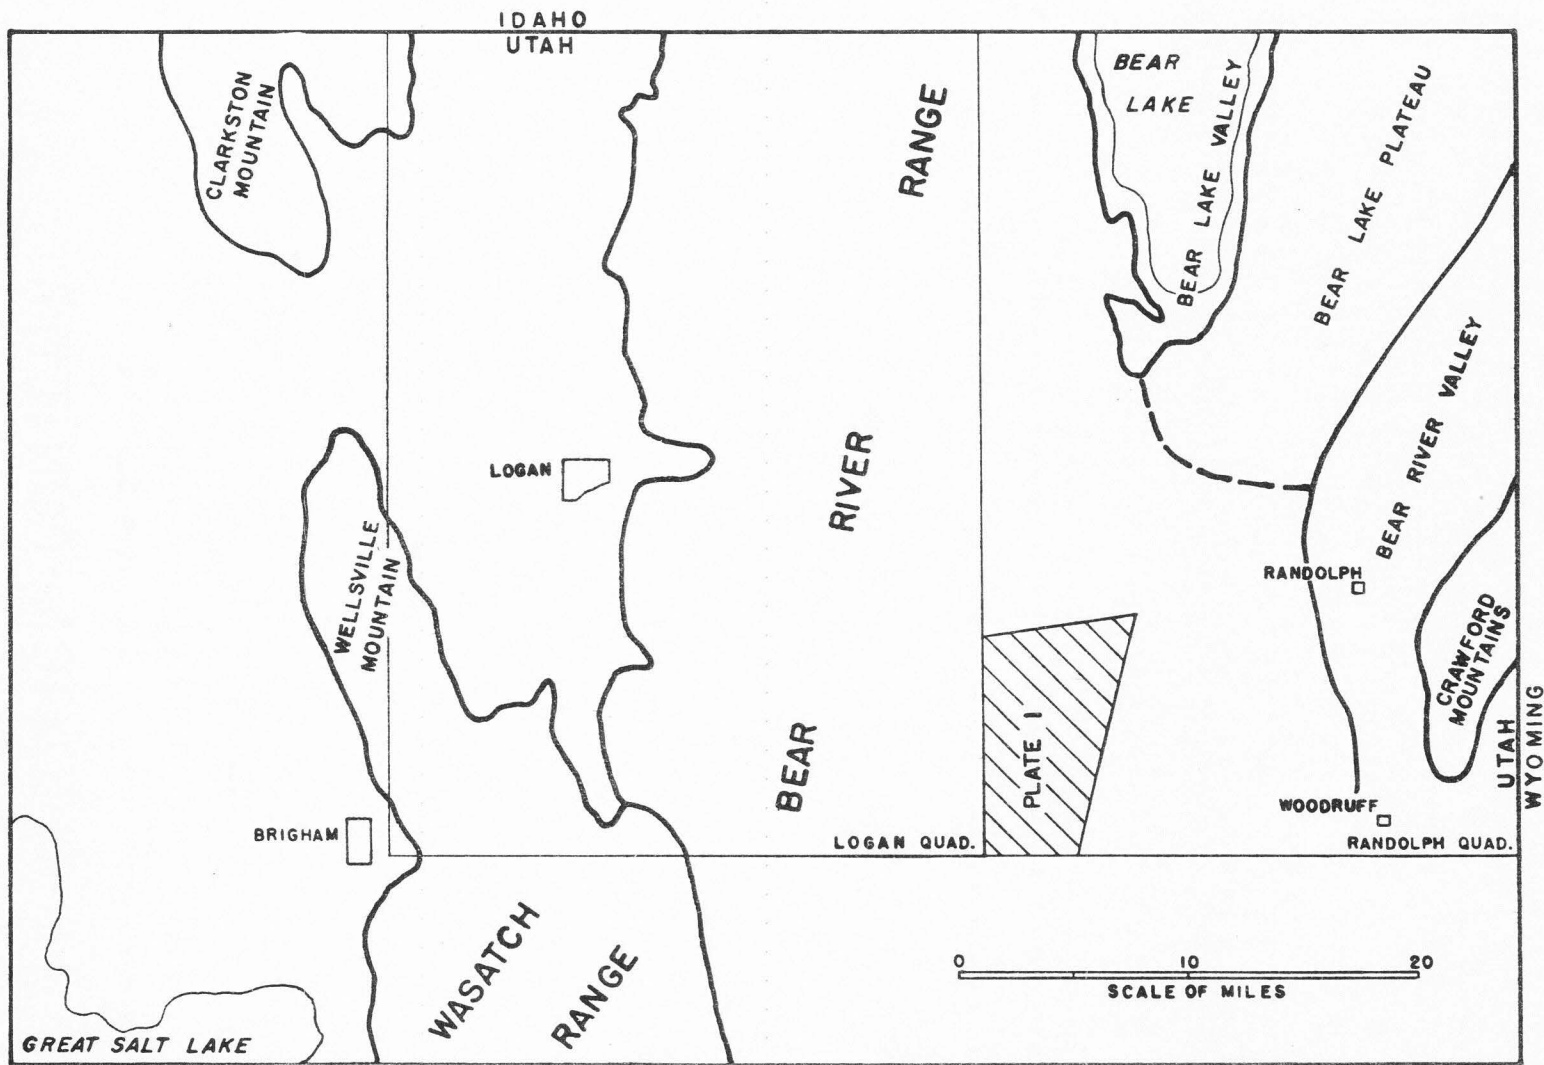 IDAHO
UTAH
CLARKSTON
MOUNTAIN
BEAR
LAKE
BEAR LAKE VALLEY
BEAR LAKE PLATEAU
BEAR RIVER RANGE
BEAR RIVER VALLEY
LOGAN
WELLSVILLE
MOUNTAIN
RANDOLPH
CRAWFORD
MOUNTAINS
UTAH
WYOMING
PLATE 1
WOODRUFF
BRIGHAM
LOGAN QUAD.
RANDOLPH QUAD.
WASATCH
RANGE
0 10 20
SCALE OF MILES
GREAT SALT LAKE